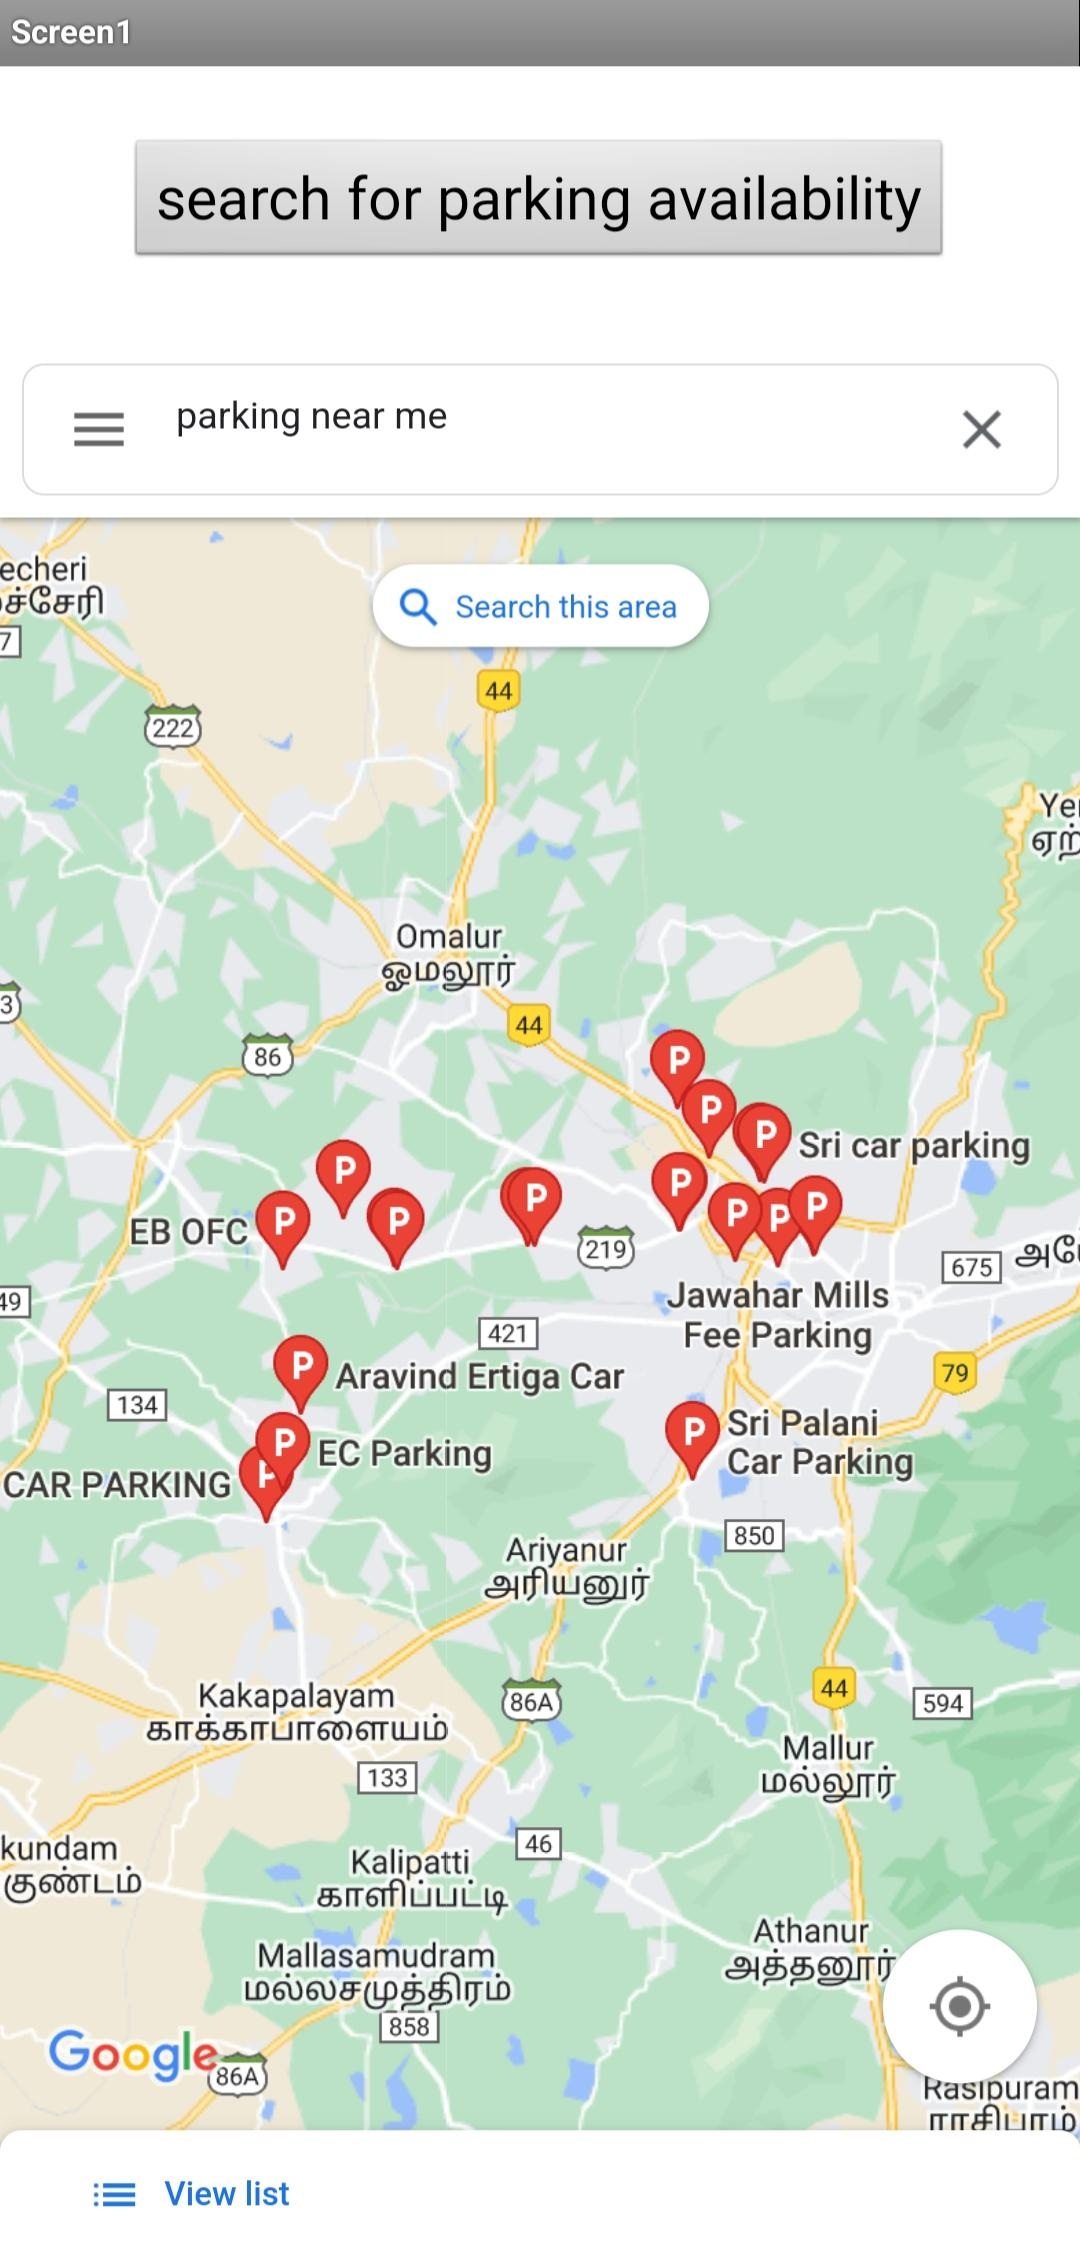 Screen1
search for parking availability
parking near me
Search this area
echeri
ச்சேரி
7
44
222
Omalur
ஓமலூர்
3
44
86
Sri car parking
EB OFC
219
675
49
Jawahar Mills
Fee Parking
421
79
Aravind Ertiga Car
134
Sri Palani
Car Parking
EC Parking
CAR PARKING
850
Ariyanur
அரியனூர்
Kakapalayam
காக்காபாளையம்
86A
44
594
133
Mallur
மல்லூர்
46
kundam
குண்டம்
Kalipatti
காளிப்பட்டி
Athanur
அத்தனூர்
Mallasamudram
மல்லசமுத்திரம்
858
Google
86A
Rasipuram
View list